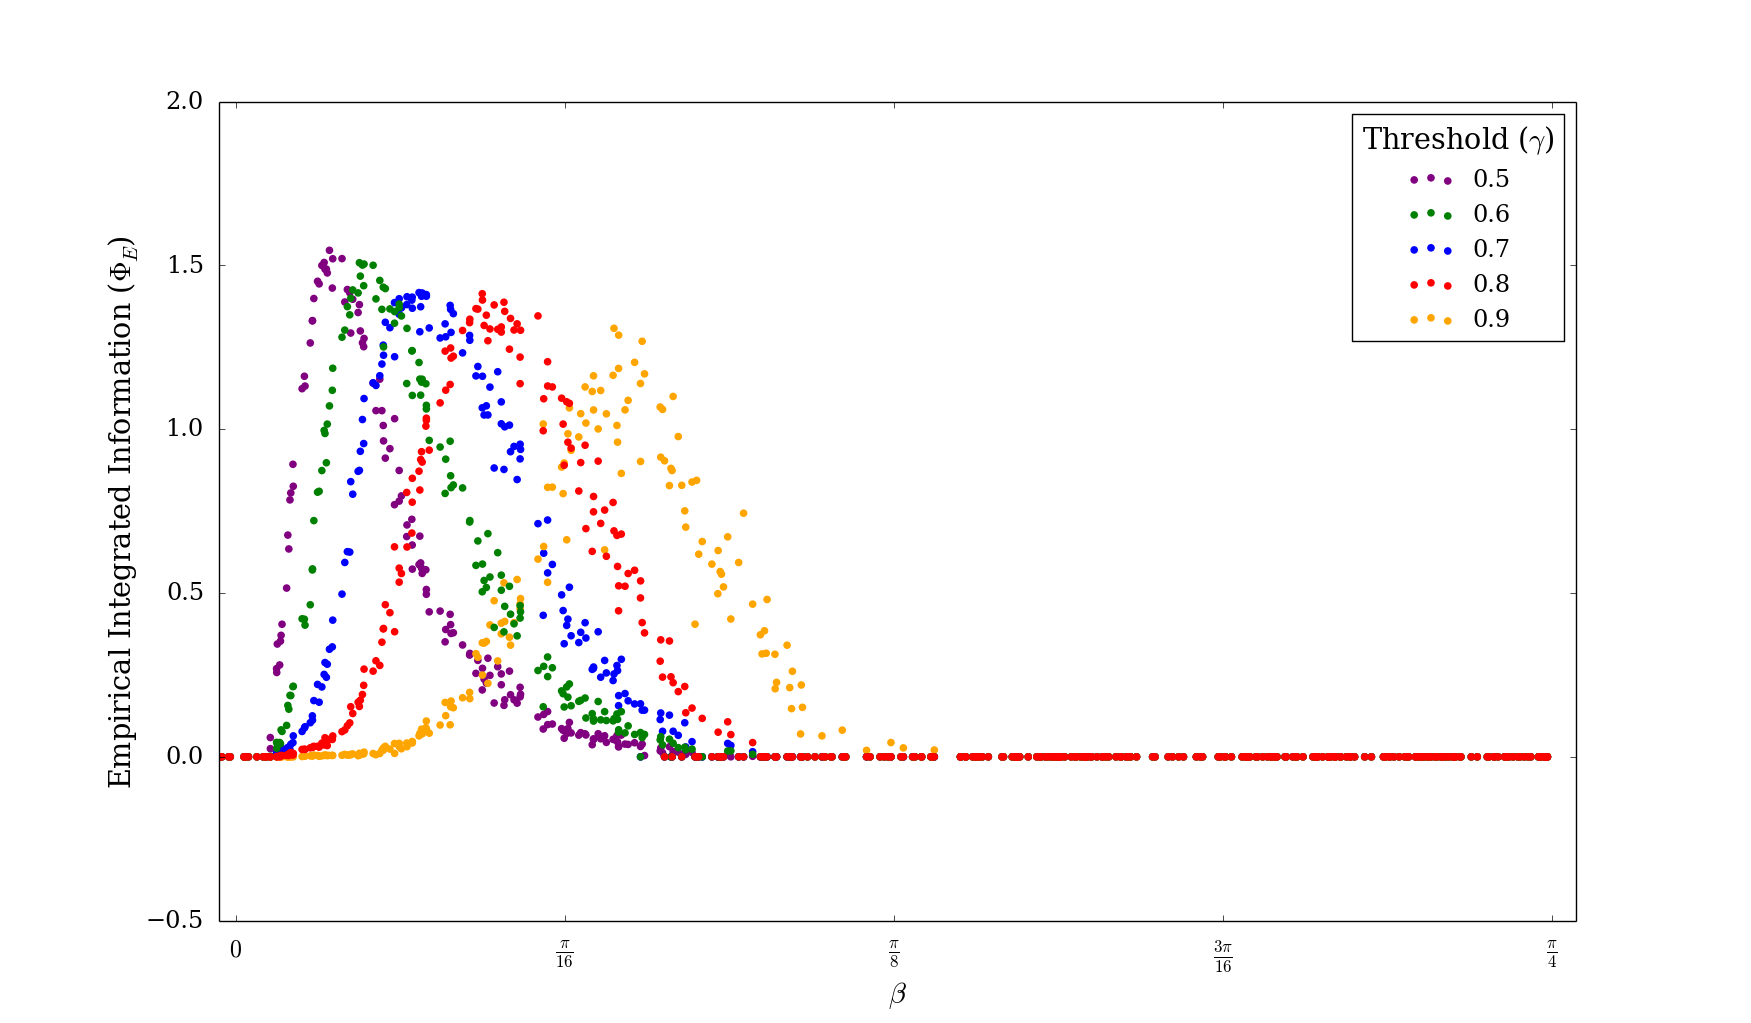 Empirical Integrated Information (Φ_E)
2.0
1.5
1.0
0.5
0.0
−0.5
Threshold (γ)
0.5
0.6
0.7
0.8
0.9
0
π/16
π/8
3π/16
π/4
β